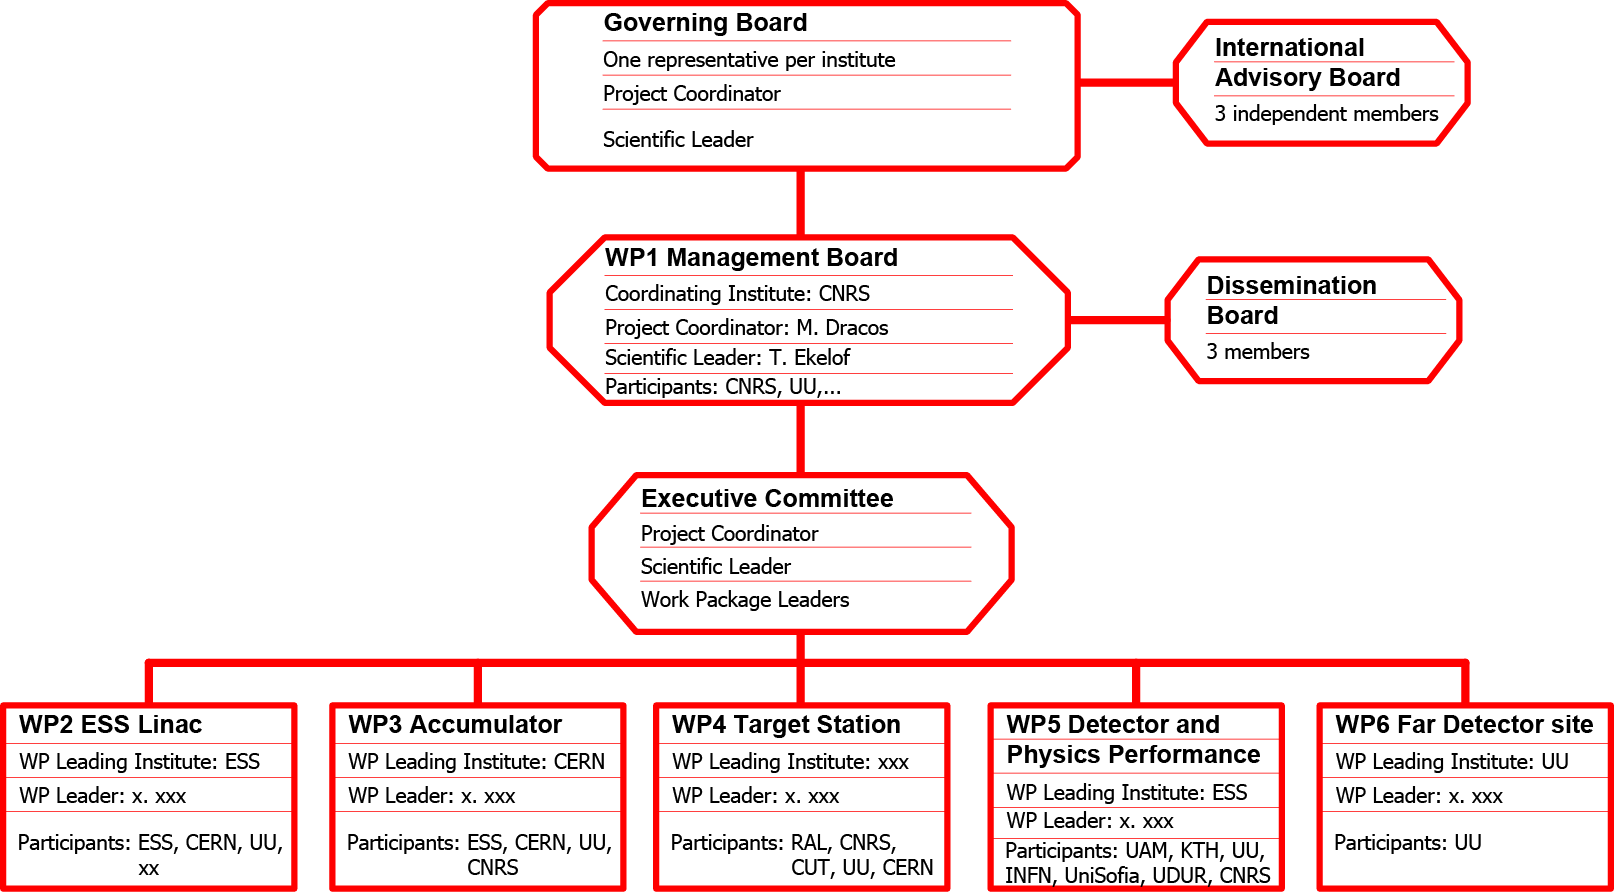 Governing Board
One representative per institute
Project Coordinator
Scientific Leader
International
Advisory Board
3 independent members
WP1 Management Board
Coordinating Institute: CNRS
Project Coordinator: M. Dracos
Scientific Leader: T. Ekelof
Participants: CNRS, UU,...
Dissemination
Board
3 members
Executive Committee
Project Coordinator
Scientific Leader
Work Package Leaders
WP2 ESS Linac
WP Leading Institute: ESS
WP Leader: x. xxx
Participants: ESS, CERN, UU,
xx
WP3 Accumulator
WP Leading Institute: CERN
WP Leader: x. xxx
Participants: ESS, CERN, UU,
CNRS
WP4 Target Station
WP Leading Institute: xxx
WP Leader: x. xxx
Participants: RAL, CNRS,
CUT, UU, CERN
WP5 Detector and
Physics Performance
WP Leading Institute: ESS
WP Leader: x. xxx
Participants: UAM, KTH, UU,
INFN, UniSofia, UDUR, CNRS
WP6 Far Detector site
WP Leading Institute: UU
WP Leader: x. xxx
Participants: UU